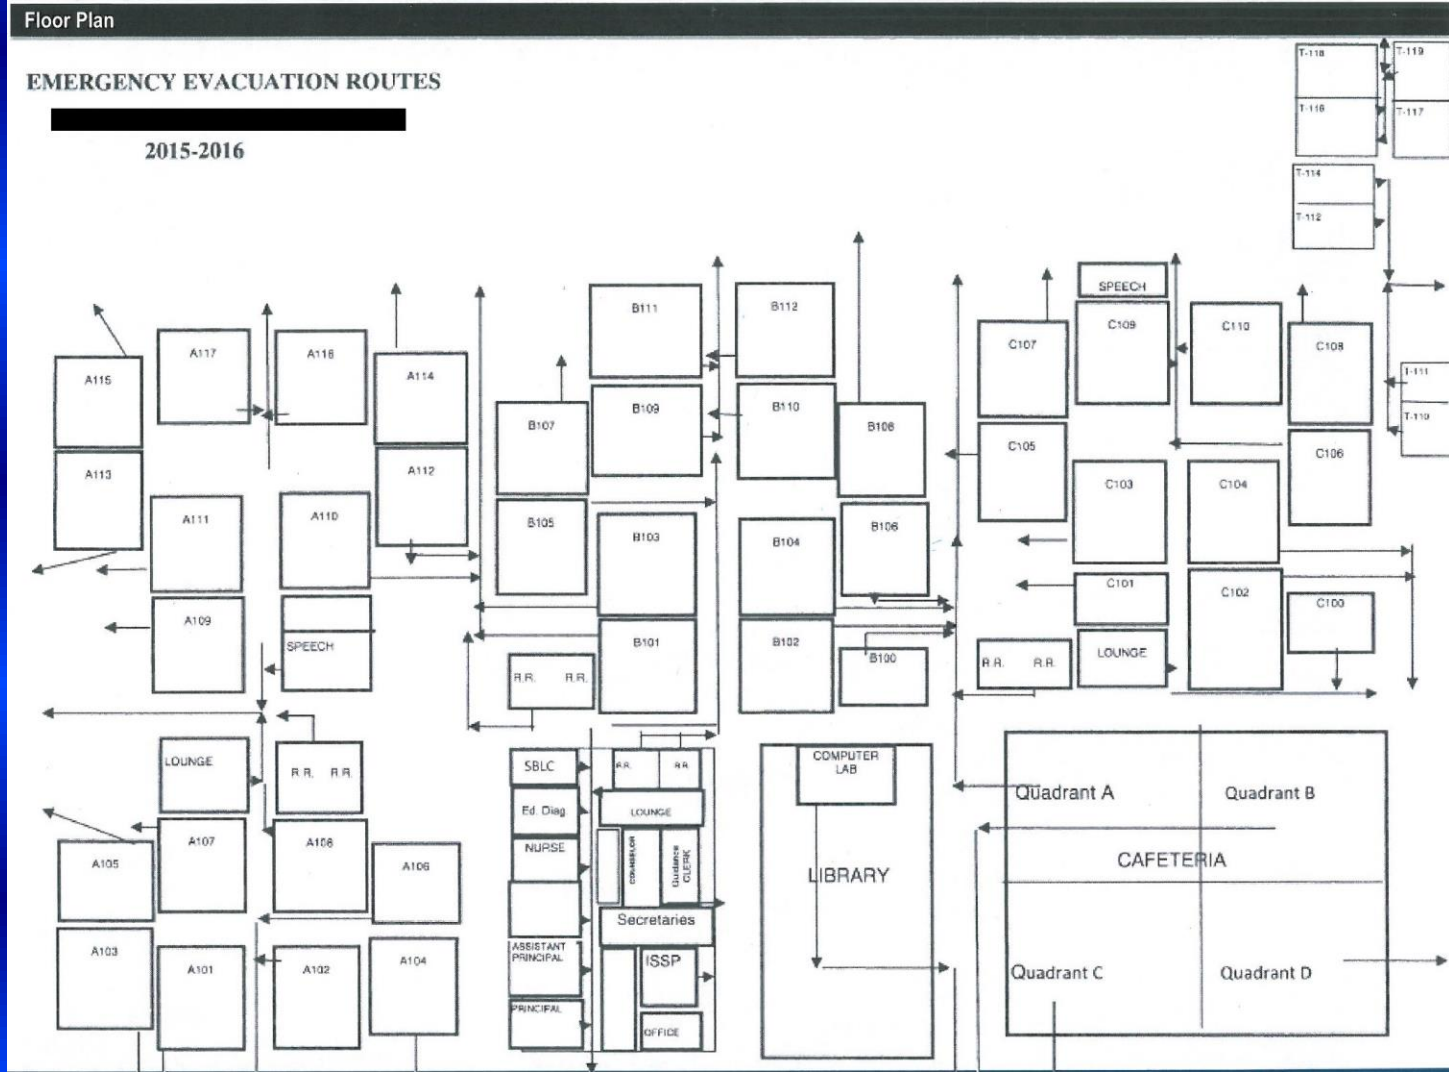 Floor Plan
EMERGENCY EVACUATION ROUTES
2015-2016
T-118
T-119
T-116
T-117
T-114
T-112
T-111
T-110
A115
A117
A116
A114
A113
A111
A110
A112
A109
SPEECH
B111
B112
B107
B109
B110
B108
B105
B103
B104
B106
B101
B102
B100
R.R. R.R.
SPEECH
C107
C109
C110
C108
C105
C103
C104
C106
C101
C102
C100
R.R. R.R.
LOUNGE
LOUNGE
R.R. R.R.
A105
A107
A108
A106
A103
A101
A102
A104
SBLC
R.R. R.R.
Ed. Diag
LOUNGE
NURSE
COUNSELOR
Guidance
CLERK
Secretaries
ASSISTANT
PRINCIPAL
ISSP
PRINCIPAL
OFFICE
COMPUTER
LAB
LIBRARY
Quadrant A
Quadrant B
CAFETERIA
Quadrant C
Quadrant D